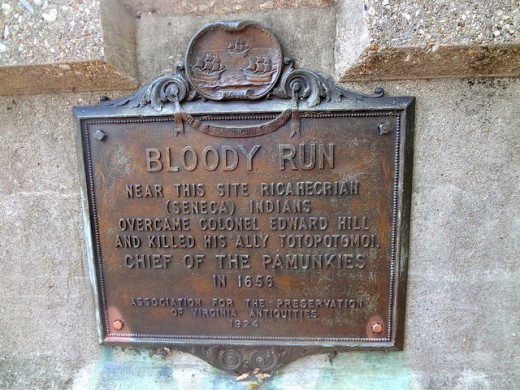 BLOODY RUN
NEAR THIS SITE RICAHECRIAN
(SENECA) INDIANS
OVERCAME COLONEL EDWARD HILL
AND KILLED HIS ALLY TOTOPOTOMOI,
CHIEF OF THE PAMUNKIES
IN 1656
ASSOCIATION FOR THE PRESERVATION
OF VIRGINIA ANTIQUITIES
1924